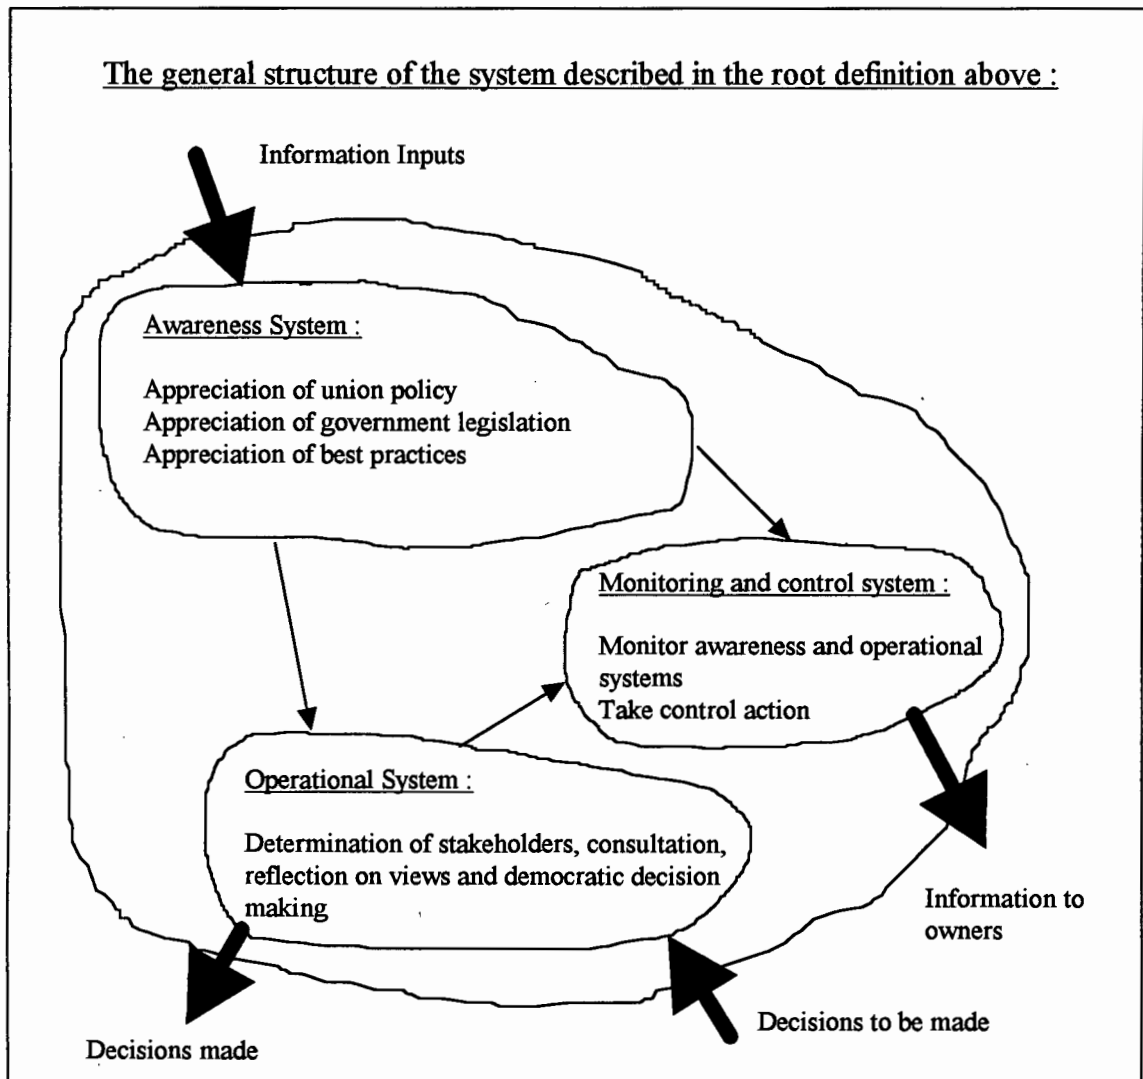 The general structure of the system described in the root definition above :
Information Inputs
Awareness System :
Appreciation of union policy
Appreciation of government legislation
Appreciation of best practices
Monitoring and control system :
Monitor awareness and operational
systems
Take control action
Operational System :
Determination of stakeholders, consultation,
reflection on views and democratic decision
making
Information to
owners
Decisions to be made
Decisions made